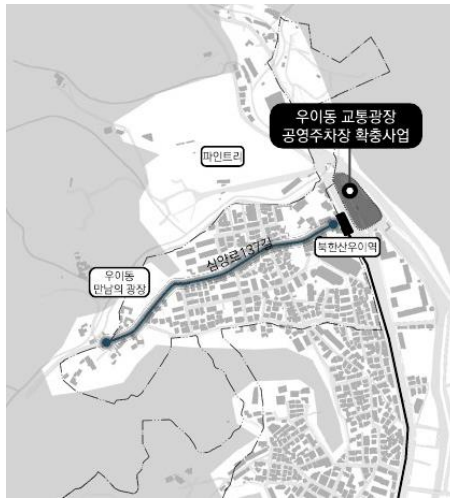 우이동 교통광장
공영주차장 확충사업
파인트리
삼양로137길
북한산우이역
우이동
만남의 광장